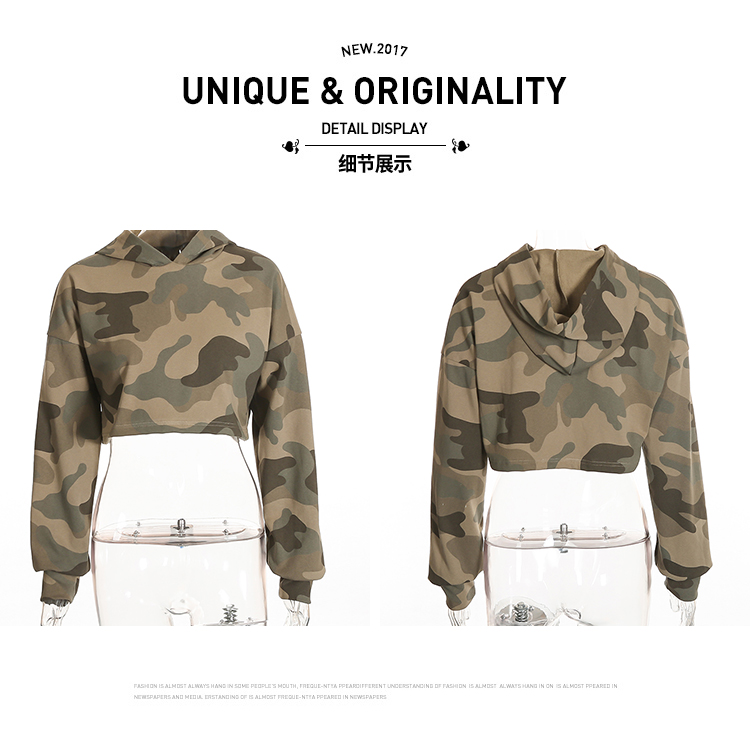 NEW.2017
UNIQUE & ORIGINALITY
DETAIL DISPLAY
细节展示
FASHION IS ALMOST ALWAYS HANG IN SOME PEOPLE'S MOUTH, FREQUE-NTYA PPEARDIFFERENT UNDERSTANDING OF FASHION IS ALMOST ALWAYS HANG IN ON IS ALMOST PPEARED IN
NEWSPAPERS AND MEDIA, ERSTANDING OF IS ALMOST FREQUE-NTYA PPEARED IN NEWSPAPERS